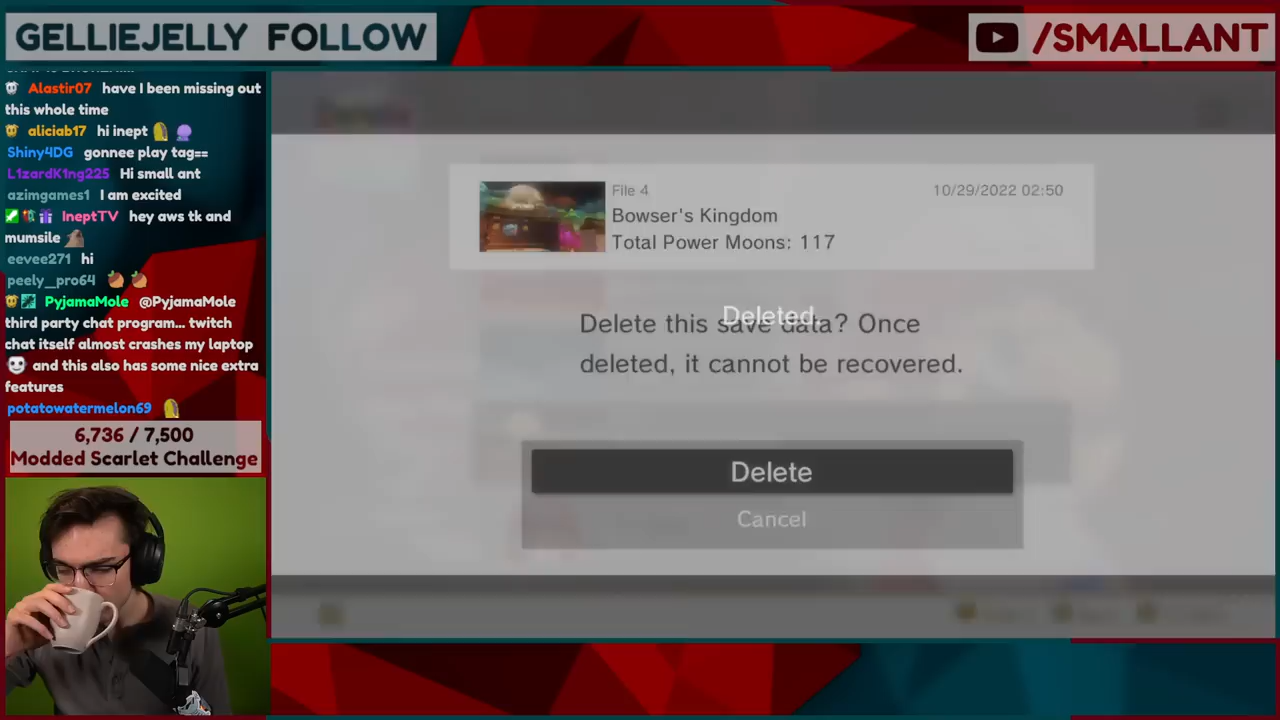 GELLIEJELLY FOLLOW
/SMALLANT
Alastir07 have I been missing out
this whole time
aliciab17 hi inept
Shiny4DG gonnee play tag==
L1zardK1ng225 Hi small ant
azimgames1 I am excited
IneptTV hey aws tk and
mumsile
eevee271 hi
peely_pro64
PyjamaMole @PyjamaMole
third party chat program... twitch
chat itself almost crashes my laptop
and this also has some nice extra
features
potatowatermelon69
6,736 / 7,500
Modded Scarlet Challenge
File 4
10/29/2022 02:50
Bowser's Kingdom
Total Power Moons: 117
Deleted.
Delete this save data? Once
deleted, it cannot be recovered.
Delete
Cancel